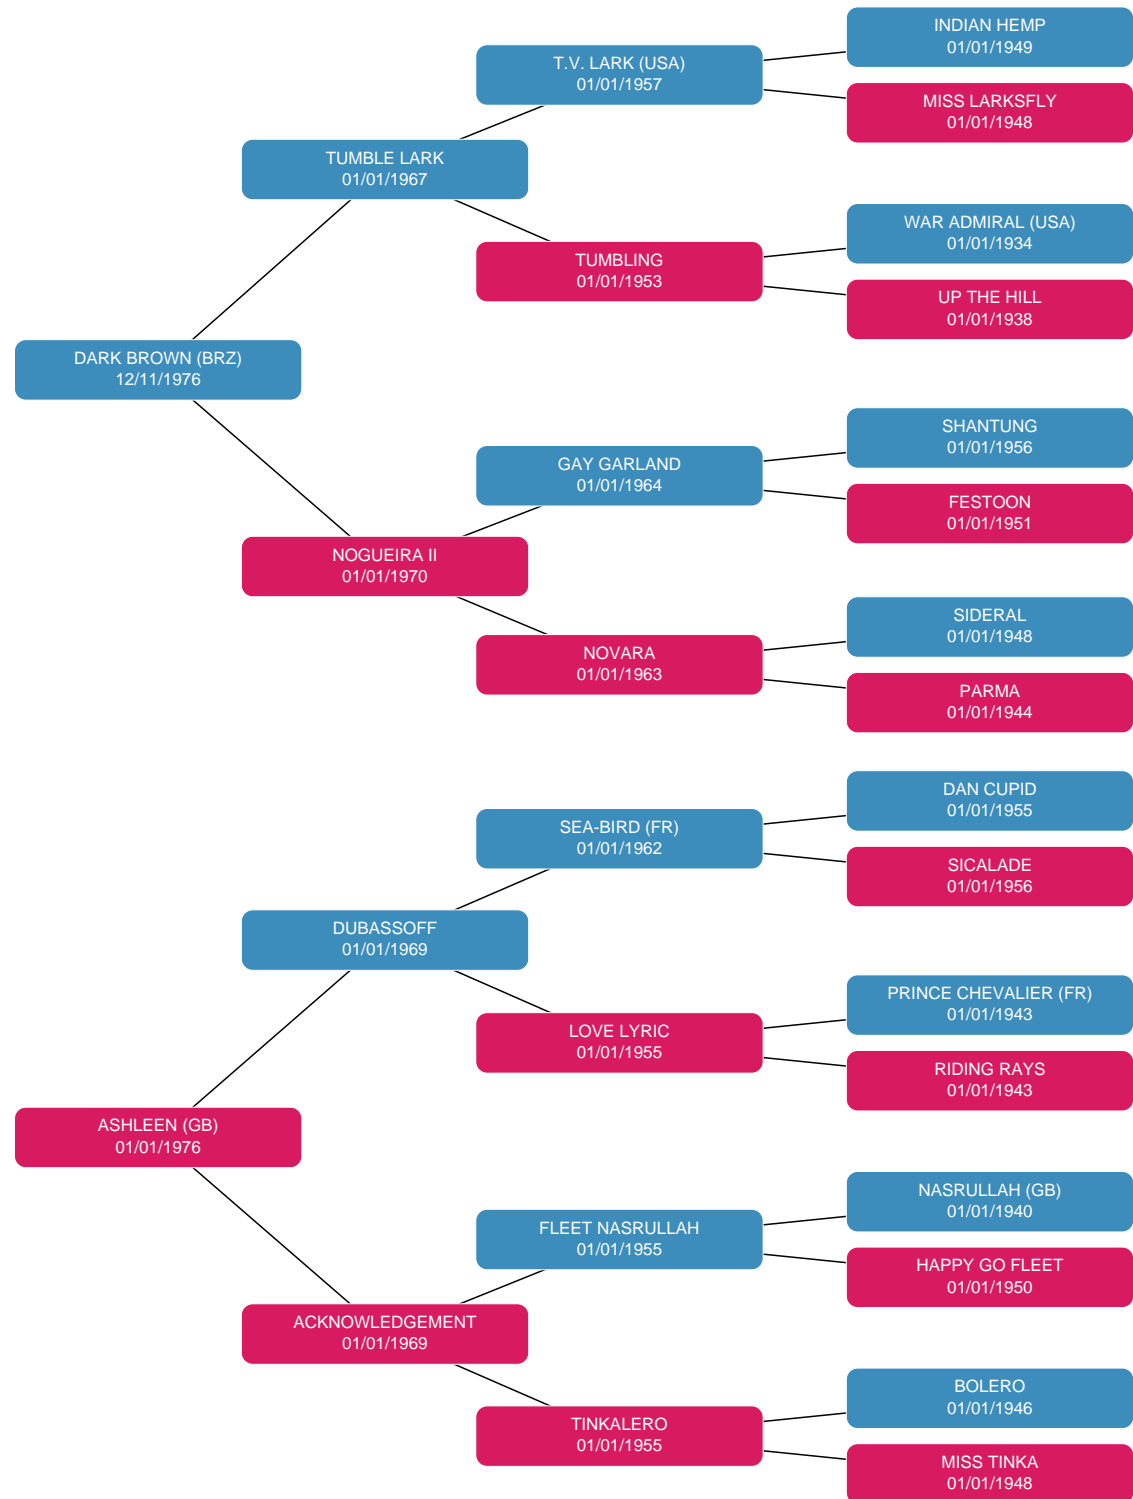 INDIAN HEMP
01/01/1949
T.V. LARK (USA)
01/01/1957
MISS LARKSFLY
01/01/1948
TUMBLE LARK
01/01/1967
WAR ADMIRAL (USA)
01/01/1934
TUMBLING
01/01/1953
UP THE HILL
01/01/1938
DARK BROWN (BRZ)
12/11/1976
SHANTUNG
01/01/1956
GAY GARLAND
01/01/1964
FESTOON
01/01/1951
NOGUEIRA II
01/01/1970
SIDERAL
01/01/1948
NOVARA
01/01/1963
PARMA
01/01/1944
DAN CUPID
01/01/1955
SEA-BIRD (FR)
01/01/1962
SICALADE
01/01/1956
DUBASSOFF
01/01/1969
PRINCE CHEVALIER (FR)
01/01/1943
LOVE LYRIC
01/01/1955
RIDING RAYS
01/01/1943
ASHLEEN (GB)
01/01/1976
NASRULLAH (GB)
01/01/1940
FLEET NASRULLAH
01/01/1955
HAPPY GO FLEET
01/01/1950
ACKNOWLEDGEMENT
01/01/1969
BOLERO
01/01/1946
TINKALERO
01/01/1955
MISS TINKA
01/01/1948